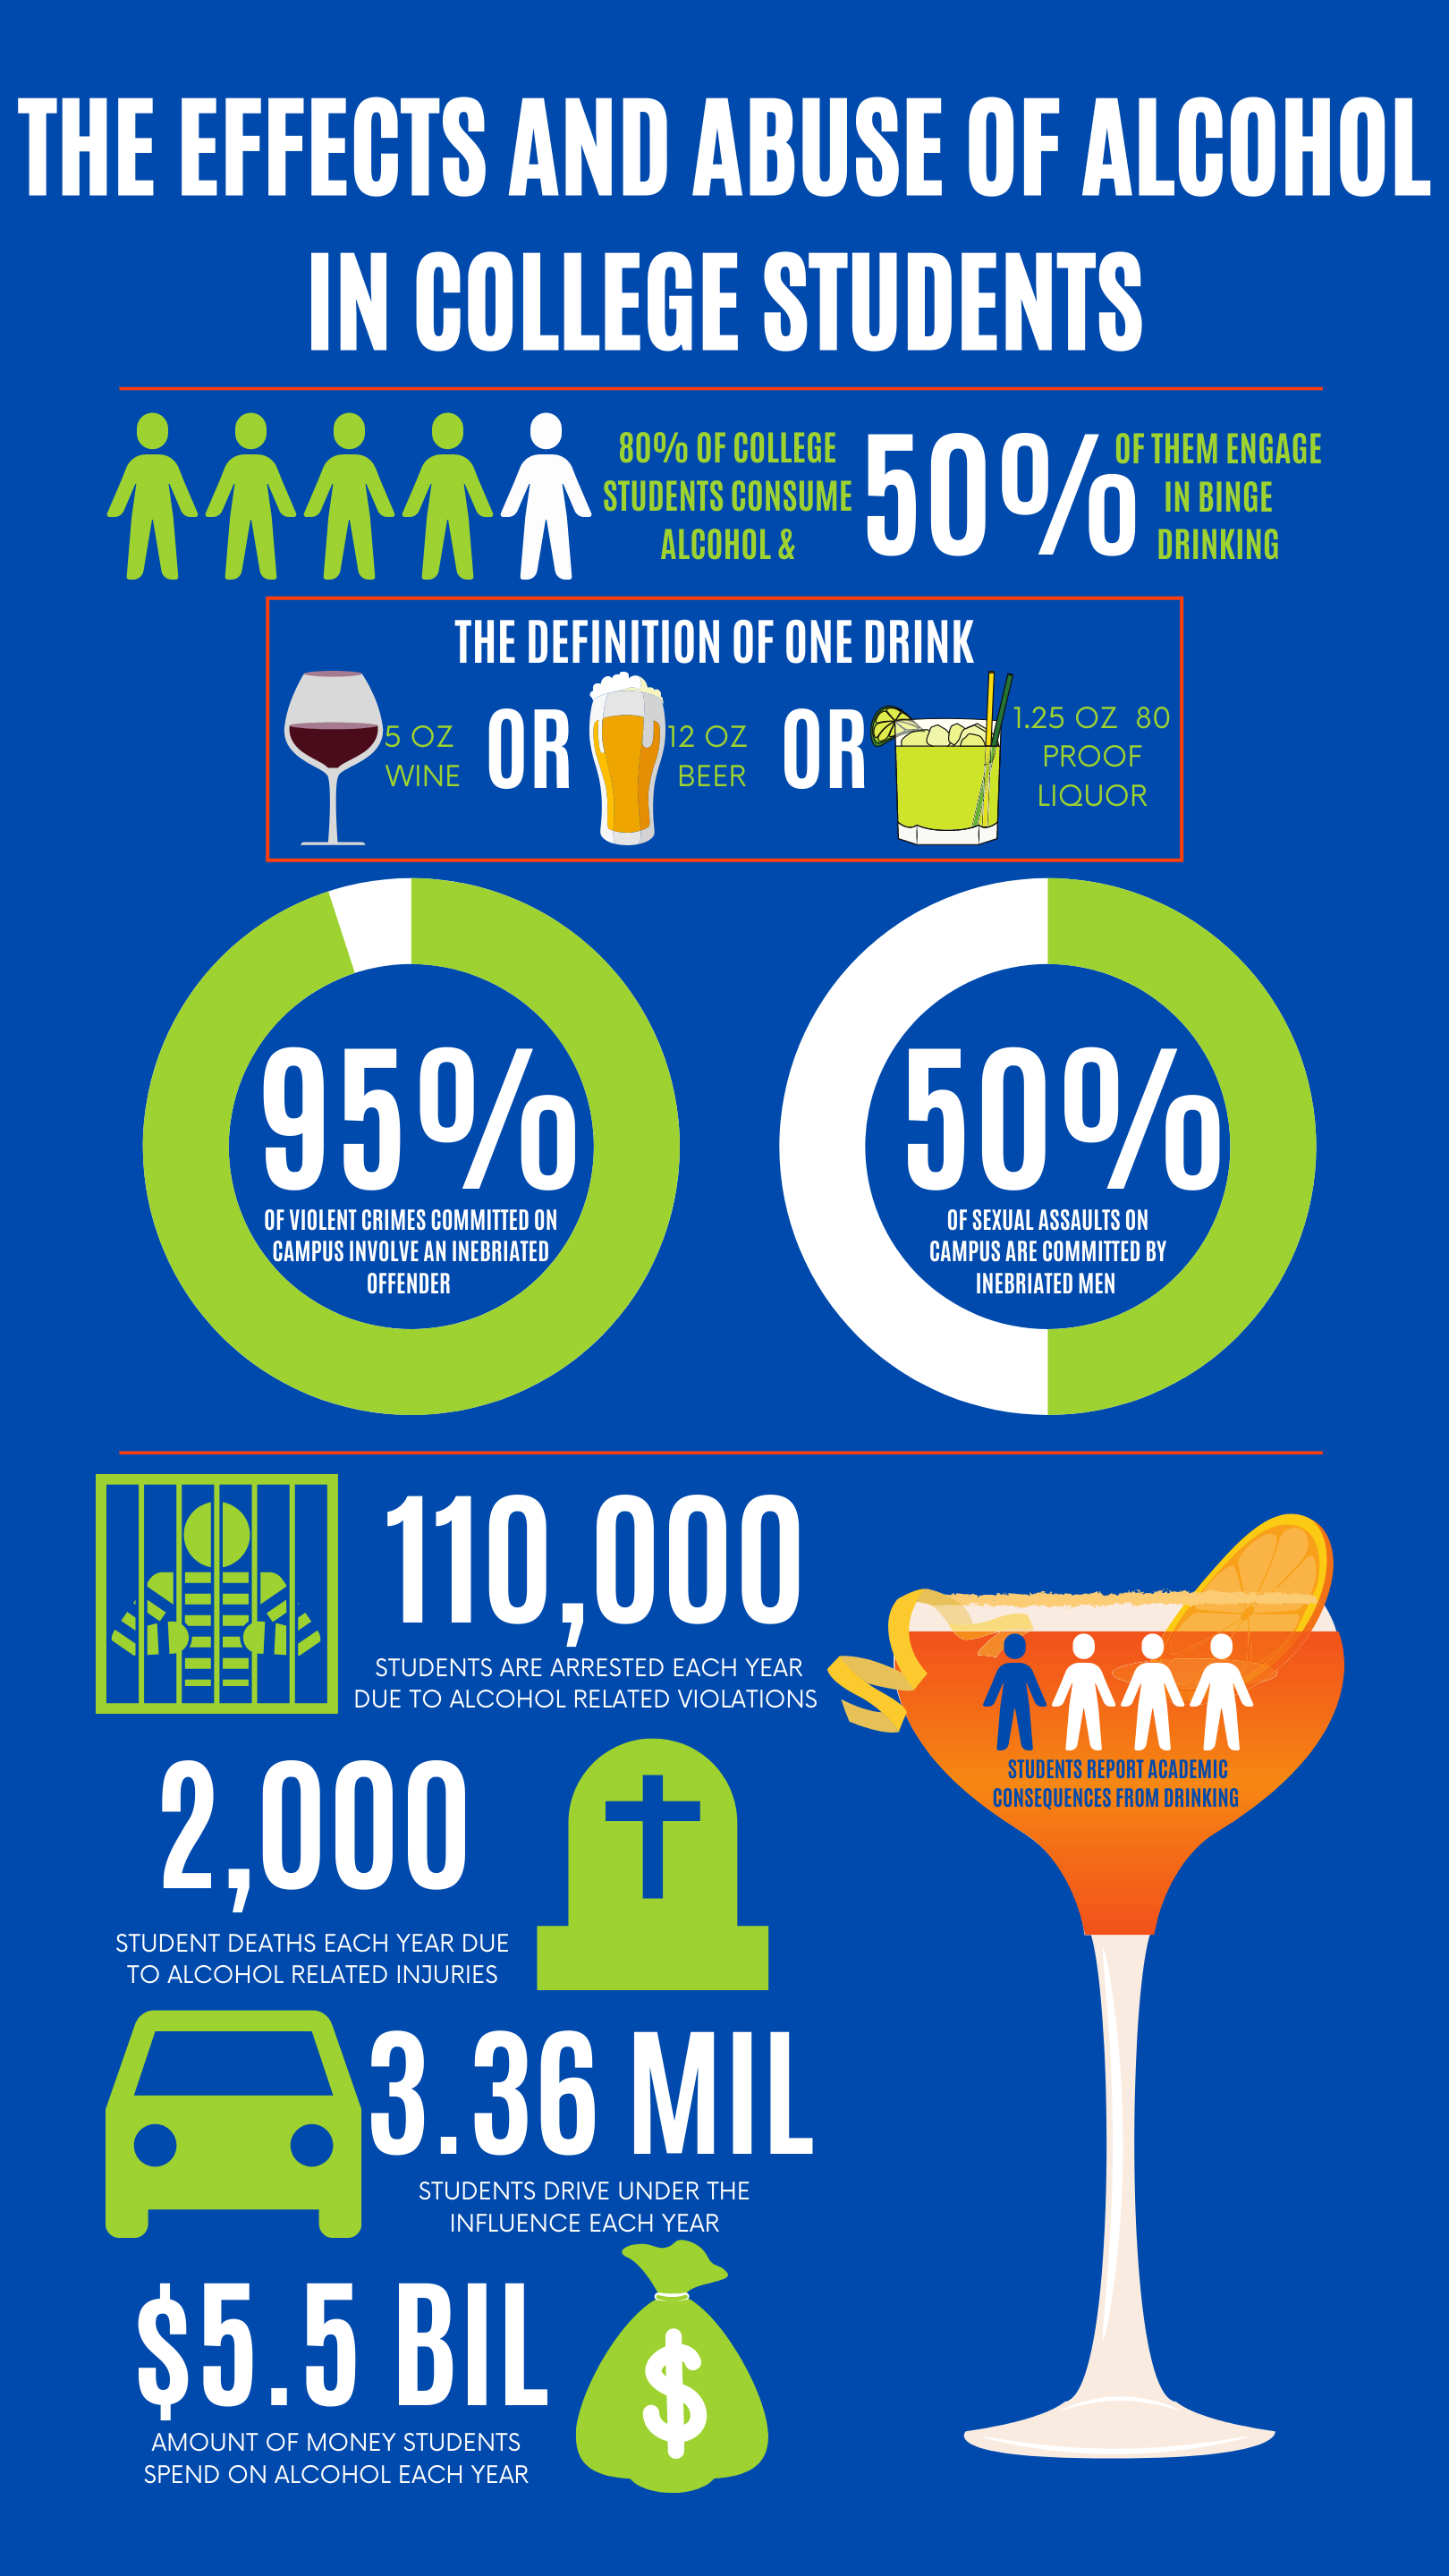 THE EFFECTS AND ABUSE OF ALCOHOL
IN COLLEGE STUDENTS
80% OF COLLEGE
STUDENTS CONSUME
ALCOHOL &
50%
OF THEM ENGAGE
IN BINGE
DRINKING
THE DEFINITION OF ONE DRINK
5 OZ
WINE
OR
12 OZ
BEER
OR
1.25 OZ 80
PROOF
LIQUOR
95%
OF VIOLENT CRIMES COMMITTED ON
CAMPUS INVOLVE AN INEBRIATED
OFFENDER
50%
OF SEXUAL ASSAULTS ON
CAMPUS ARE COMMITTED BY
INEBRIATED MEN
110,000
STUDENTS ARE ARRESTED EACH YEAR
DUE TO ALCOHOL RELATED VIOLATIONS
STUDENTS REPORT ACADEMIC
CONSEQUENCES FROM DRINKING
2,000
STUDENT DEATHS EACH YEAR DUE
TO ALCOHOL RELATED INJURIES
3.36 MIL
STUDENTS DRIVE UNDER THE
INFLUENCE EACH YEAR
$5.5 BIL
AMOUNT OF MONEY STUDENTS
SPEND ON ALCOHOL EACH YEAR
$